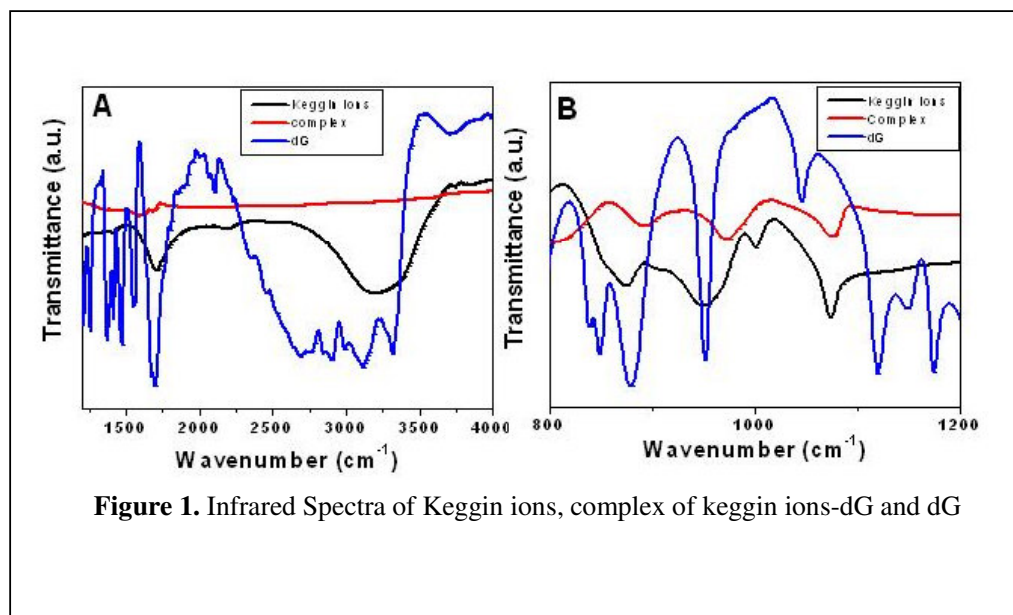 A
Keggin Ions
complex
dG
Transmittance (a.u.)
1500 2000 2500 3000 3500 4000
Wavenumber (cm-1)
B
Keggin Ions
Complex
dG
Transmittance (a.u.)
800 1000 1200
Wavenumber (cm-1)
Figure 1. Infrared Spectra of Keggin ions, complex of keggin ions-dG and dG